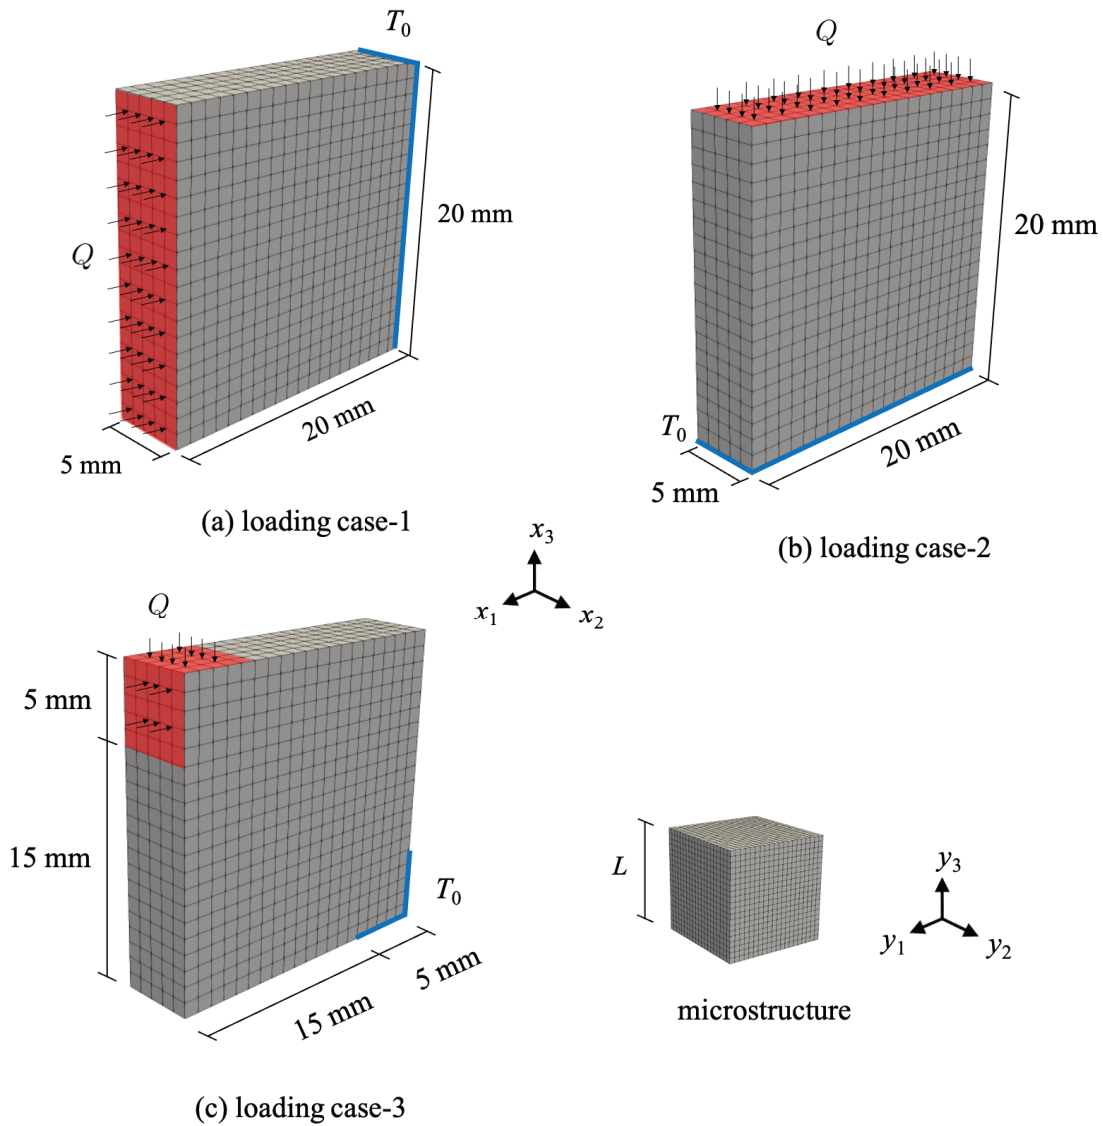 T₀
Q
20 mm
20 mm
5 mm
(a) loading case-1
Q
20 mm
T₀
20 mm
5 mm
(b) loading case-2
x₃
x₁
x₂
Q
5 mm
15 mm
T₀
5 mm
15 mm
(c) loading case-3
L
y₃
y₁
y₂
microstructure